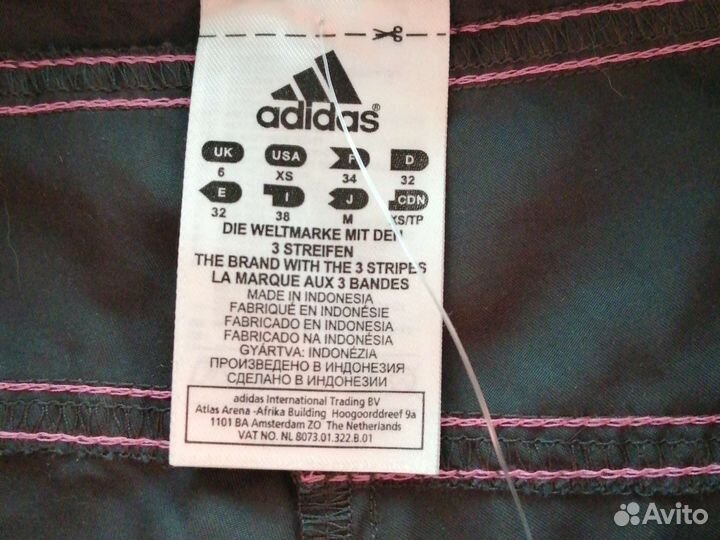 adidas®
UK USA F D
6 XS 34 32
E I J CDN
32 38 M XS/TP
DIE WELTMARKE MIT DEN
3 STREIFEN
THE BRAND WITH THE 3 STRIPES
LA MARQUE AUX 3 BANDES
MADE IN INDONESIA
FABRIQUÉ EN INDONÉSIE
FABRICADO EN INDONESIA
FABRICADO NA INDONÉSIA
GYÁRTVA: INDONÉZIA
ПРОИЗВЕДЕНО В ИНДОНЕЗИЯ
СДЕЛАНО В ИНДОНЕЗИИ
adidas International Trading BV
Atlas Arena -Afrika Building Hoogoorddreef 9a
1101 BA Amsterdam ZO The Netherlands
VAT NO. NL 8073.01.322.B.01
Avito